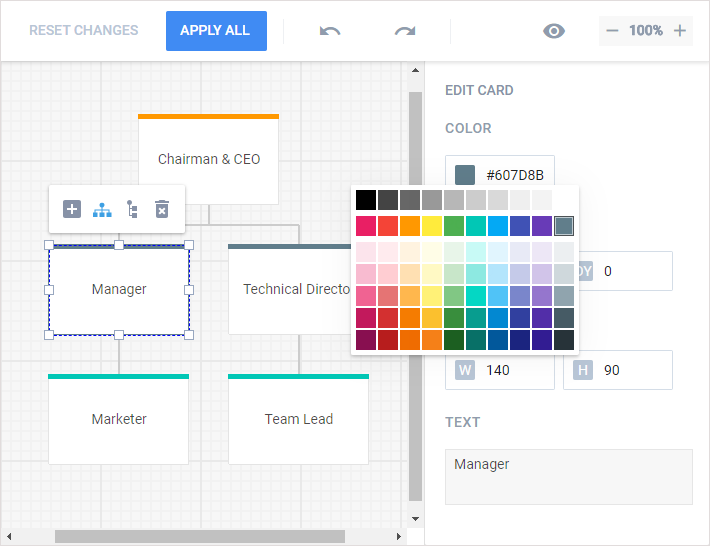 RESET CHANGES
APPLY ALL
100%
EDIT CARD
COLOR
#607D8B
Chairman & CEO
Manager
Technical Directo
DY 0
W 140
H 90
Marketer
Team Lead
TEXT
Manager